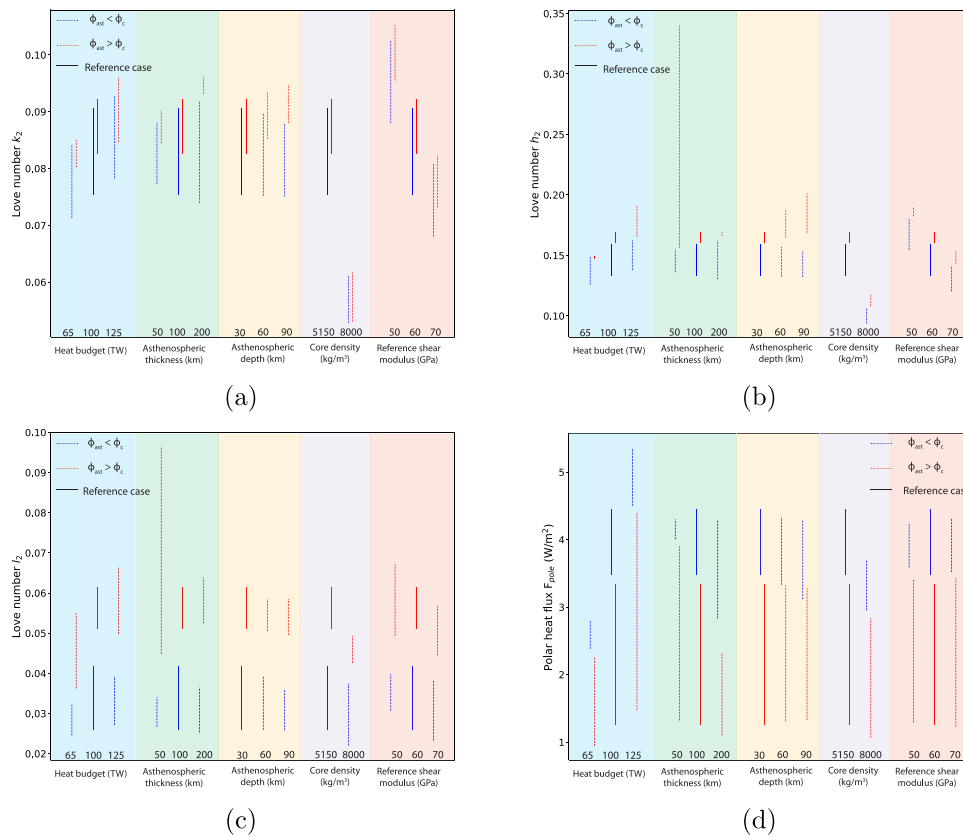 ϕast < ϕc
ϕast > ϕc
Reference case
Love number k2
0.10
0.09
0.08
0.07
0.06
65 100 125 50 100 200 30 60 90 5150 8000 50 60 70
Heat budget (TW)
Asthenospheric
thickness (km)
Asthenospheric
depth (km)
Core density
(kg/m³)
Reference shear
modulus (GPa)
(a)
ϕast < ϕc
ϕast > ϕc
Reference case
Love number h2
0.35
0.30
0.25
0.20
0.15
0.10
65 100 125 50 100 200 30 60 90 5150 8000 50 60 70
Heat budget (TW)
Asthenospheric
thickness (km)
Asthenospheric
depth (km)
Core density
(kg/m³)
Reference shear
modulus (GPa)
(b)
ϕast < ϕc
ϕast > ϕc
Reference case
Love number l2
0.10
0.09
0.08
0.07
0.06
0.05
0.04
0.03
0.02
65 100 125 50 100 200 30 60 90 5150 8000 50 60 70
Heat budget (TW)
Asthenospheric
thickness (km)
Asthenospheric
depth (km)
Core density
(kg/m³)
Reference shear
modulus (GPa)
(c)
ϕast < ϕc
ϕast > ϕc
Reference case
Polar heat flux Fpole (W/m²)
5
4
3
2
1
65 100 125 50 100 200 30 60 90 5150 8000 50 60 70
Heat budget (TW)
Asthenospheric
thickness (km)
Asthenospheric
depth (km)
Core density
(kg/m³)
Reference shear
modulus (GPa)
(d)